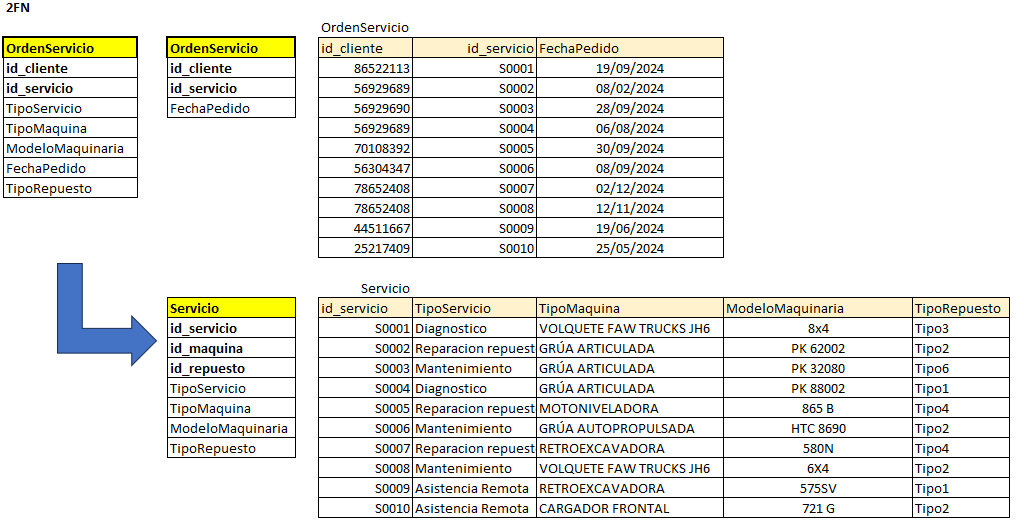 2FN
OrdenServicio
OrdenServicio OrdenServicio id_cliente id_servicio FechaPedido
id_cliente id_cliente 86522113 S0001 19/09/2024
id_servicio id_servicio 56929689 S0002 08/02/2024
TipoServicio FechaPedido 56929690 S0003 28/09/2024
TipoMaquina 56929689 S0004 06/08/2024
ModeloMaquinaria 70108392 S0005 30/09/2024
FechaPedido 56304347 S0006 08/09/2024
TipoRepuesto 78652408 S0007 02/12/2024
78652408 S0008 12/11/2024
44511667 S0009 19/06/2024
25217409 S0010 25/05/2024
Servicio
Servicio id_servicio TipoServicio TipoMaquina ModeloMaquinaria TipoRepuesto
id_servicio S0001 Diagnostico VOLQUETE FAW TRUCKS JH6 8x4 Tipo3
id_maquina S0002 Reparacion repuest GRÚA ARTICULADA PK 62002 Tipo2
id_repuesto S0003 Mantenimiento GRÚA ARTICULADA PK 32080 Tipo6
TipoServicio S0004 Diagnostico GRÚA ARTICULADA PK 88002 Tipo1
TipoMaquina S0005 Reparacion repuest MOTONIVELADORA 865 B Tipo4
ModeloMaquinaria S0006 Mantenimiento GRÚA AUTOPROPULSADA HTC 8690 Tipo2
TipoRepuesto S0007 Reparacion repuest RETROEXCAVADORA 580N Tipo4
S0008 Mantenimiento VOLQUETE FAW TRUCKS JH6 6X4 Tipo2
S0009 Asistencia Remota RETROEXCAVADORA 575SV Tipo1
S0010 Asistencia Remota CARGADOR FRONTAL 721 G Tipo2